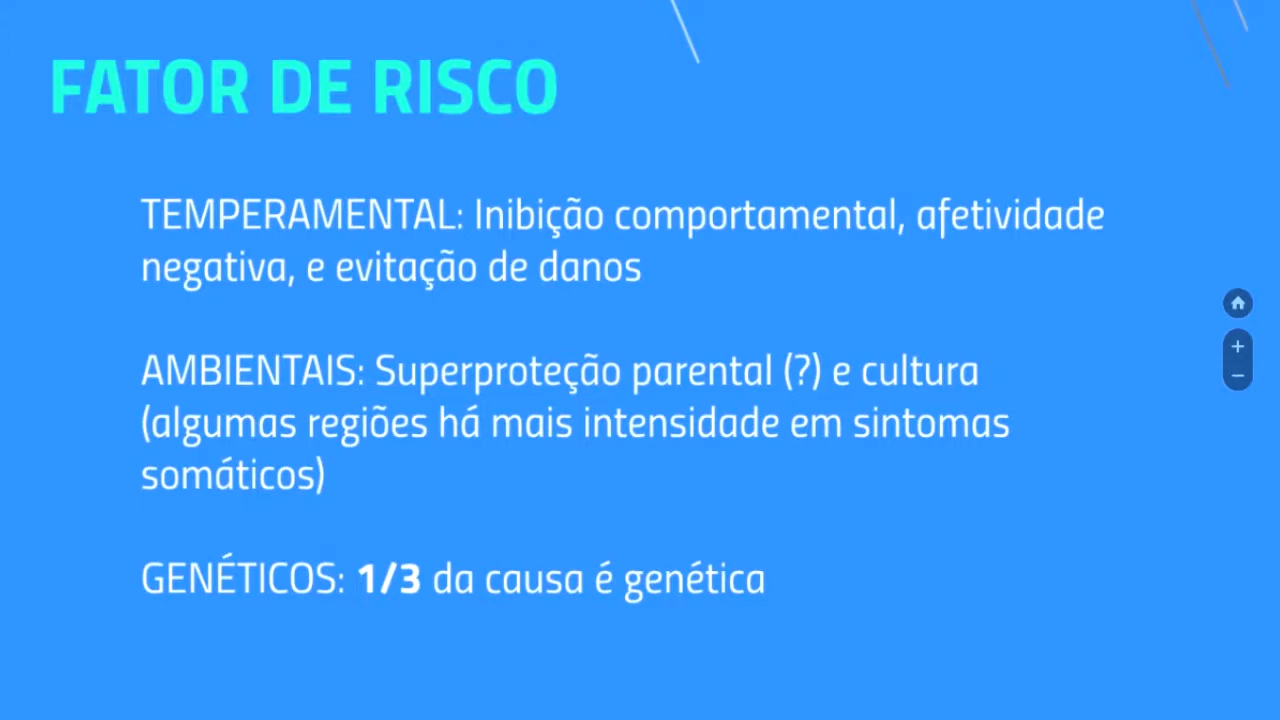 FATOR DE RISCO
TEMPERAMENTAL: Inibição comportamental, afetividade
negativa, e evitação de danos
AMBIENTAIS: Superproteção parental (?) e cultura
(algumas regiões há mais intensidade em sintomas
somáticos)
GENÉTICOS: 1/3 da causa é genética